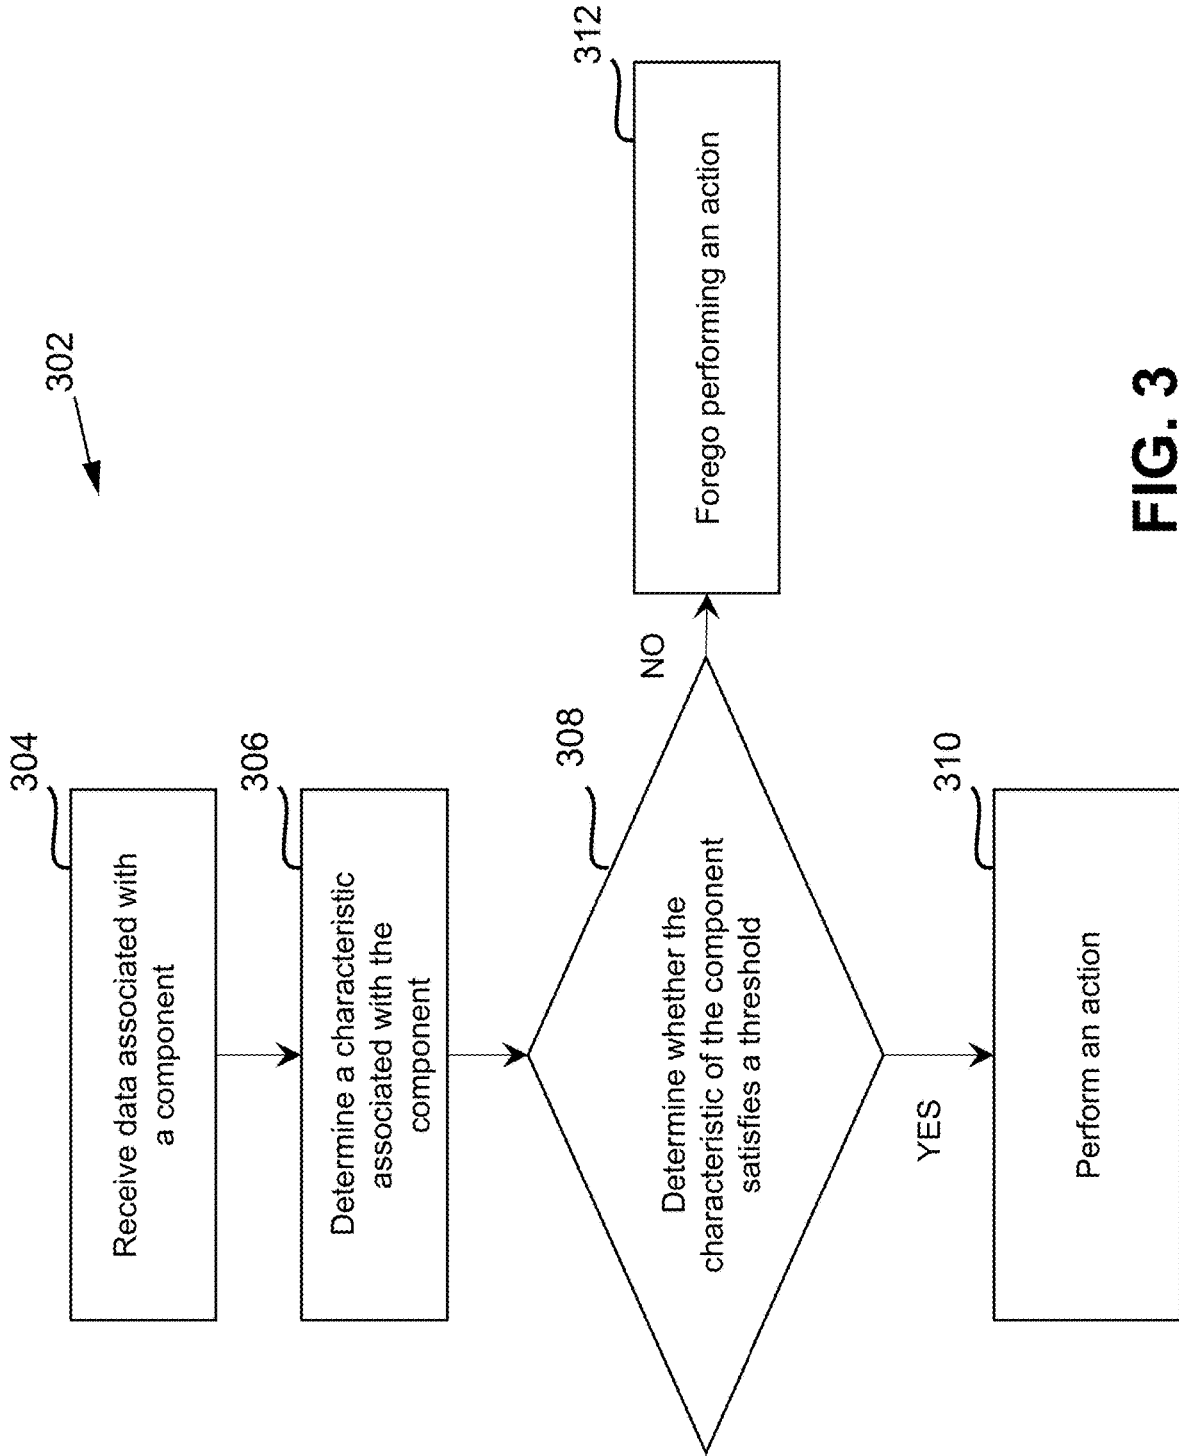 302
304
Receive data associated with
a component
306
Determine a characteristic
associated with the
component
308
Determine whether the
characteristic of the component
satisfies a threshold
NO
312
Forego performing an action
YES
310
Perform an action
FIG. 3